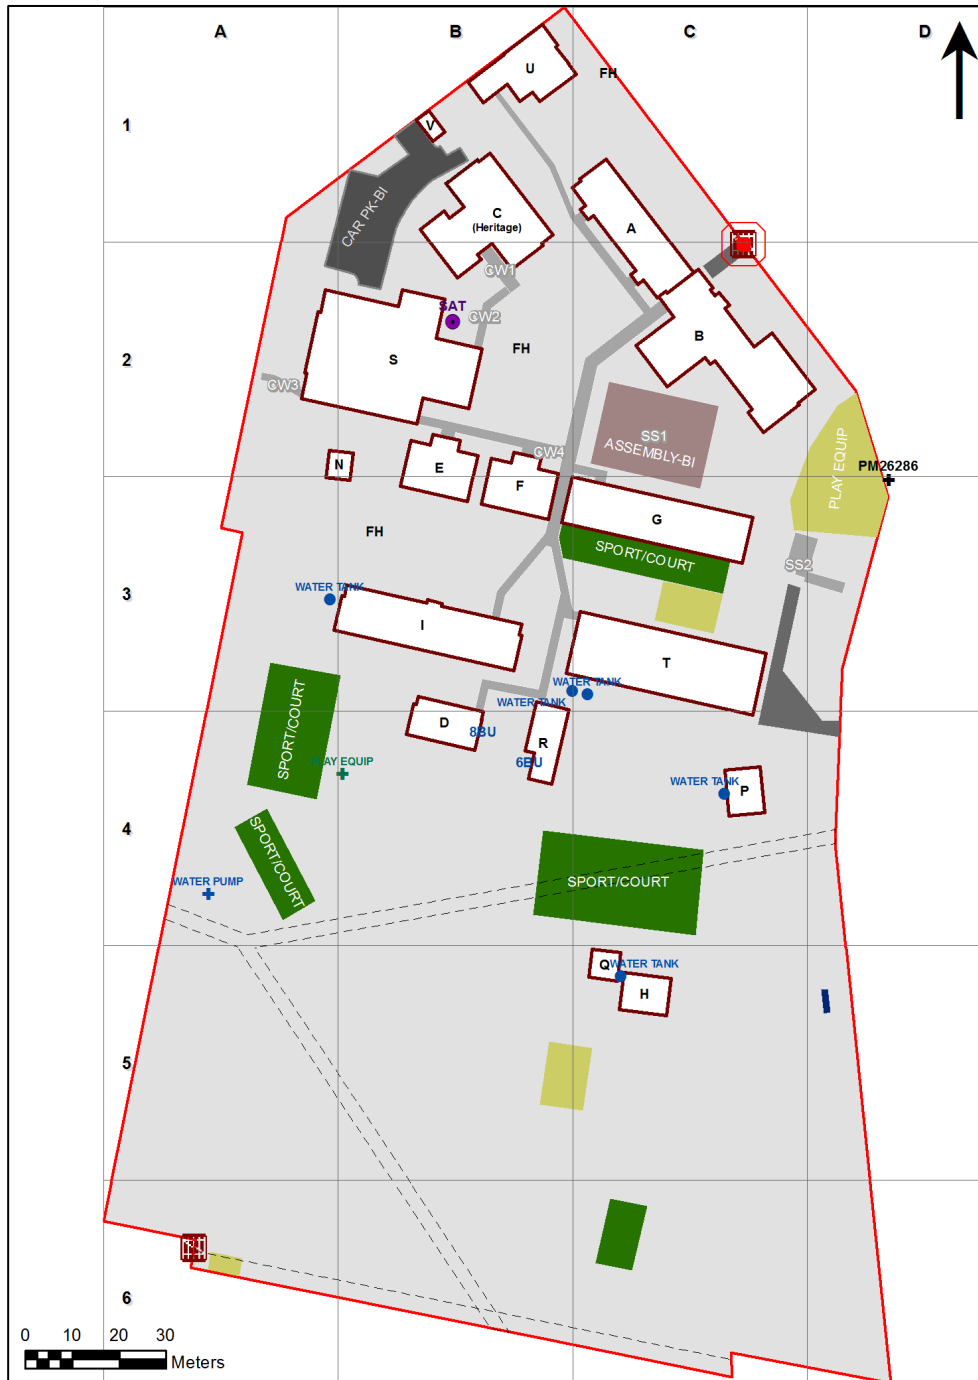 A B C D
U
FH
1
V
CAR PK-BI
C
(Heritage)
A
CW1
SAT
CW2
B
FH
2
S
CW3
SS1
ASSEMBLY-BI
CW4
PLAY EQUIP
PM26286
N
E
F
G
FH
SPORT/COURT
SS2
WATER TANK
3
I
T
WATER TANK
WATER TANK
SPORT/COURT
D
8BU
R
6BU
PLAY EQUIP
WATER TANK
P
4
SPORT/COURT
SPORT/COURT
WATER PUMP
Q
WATER TANK
H
5
6
0 10 20 30
Meters